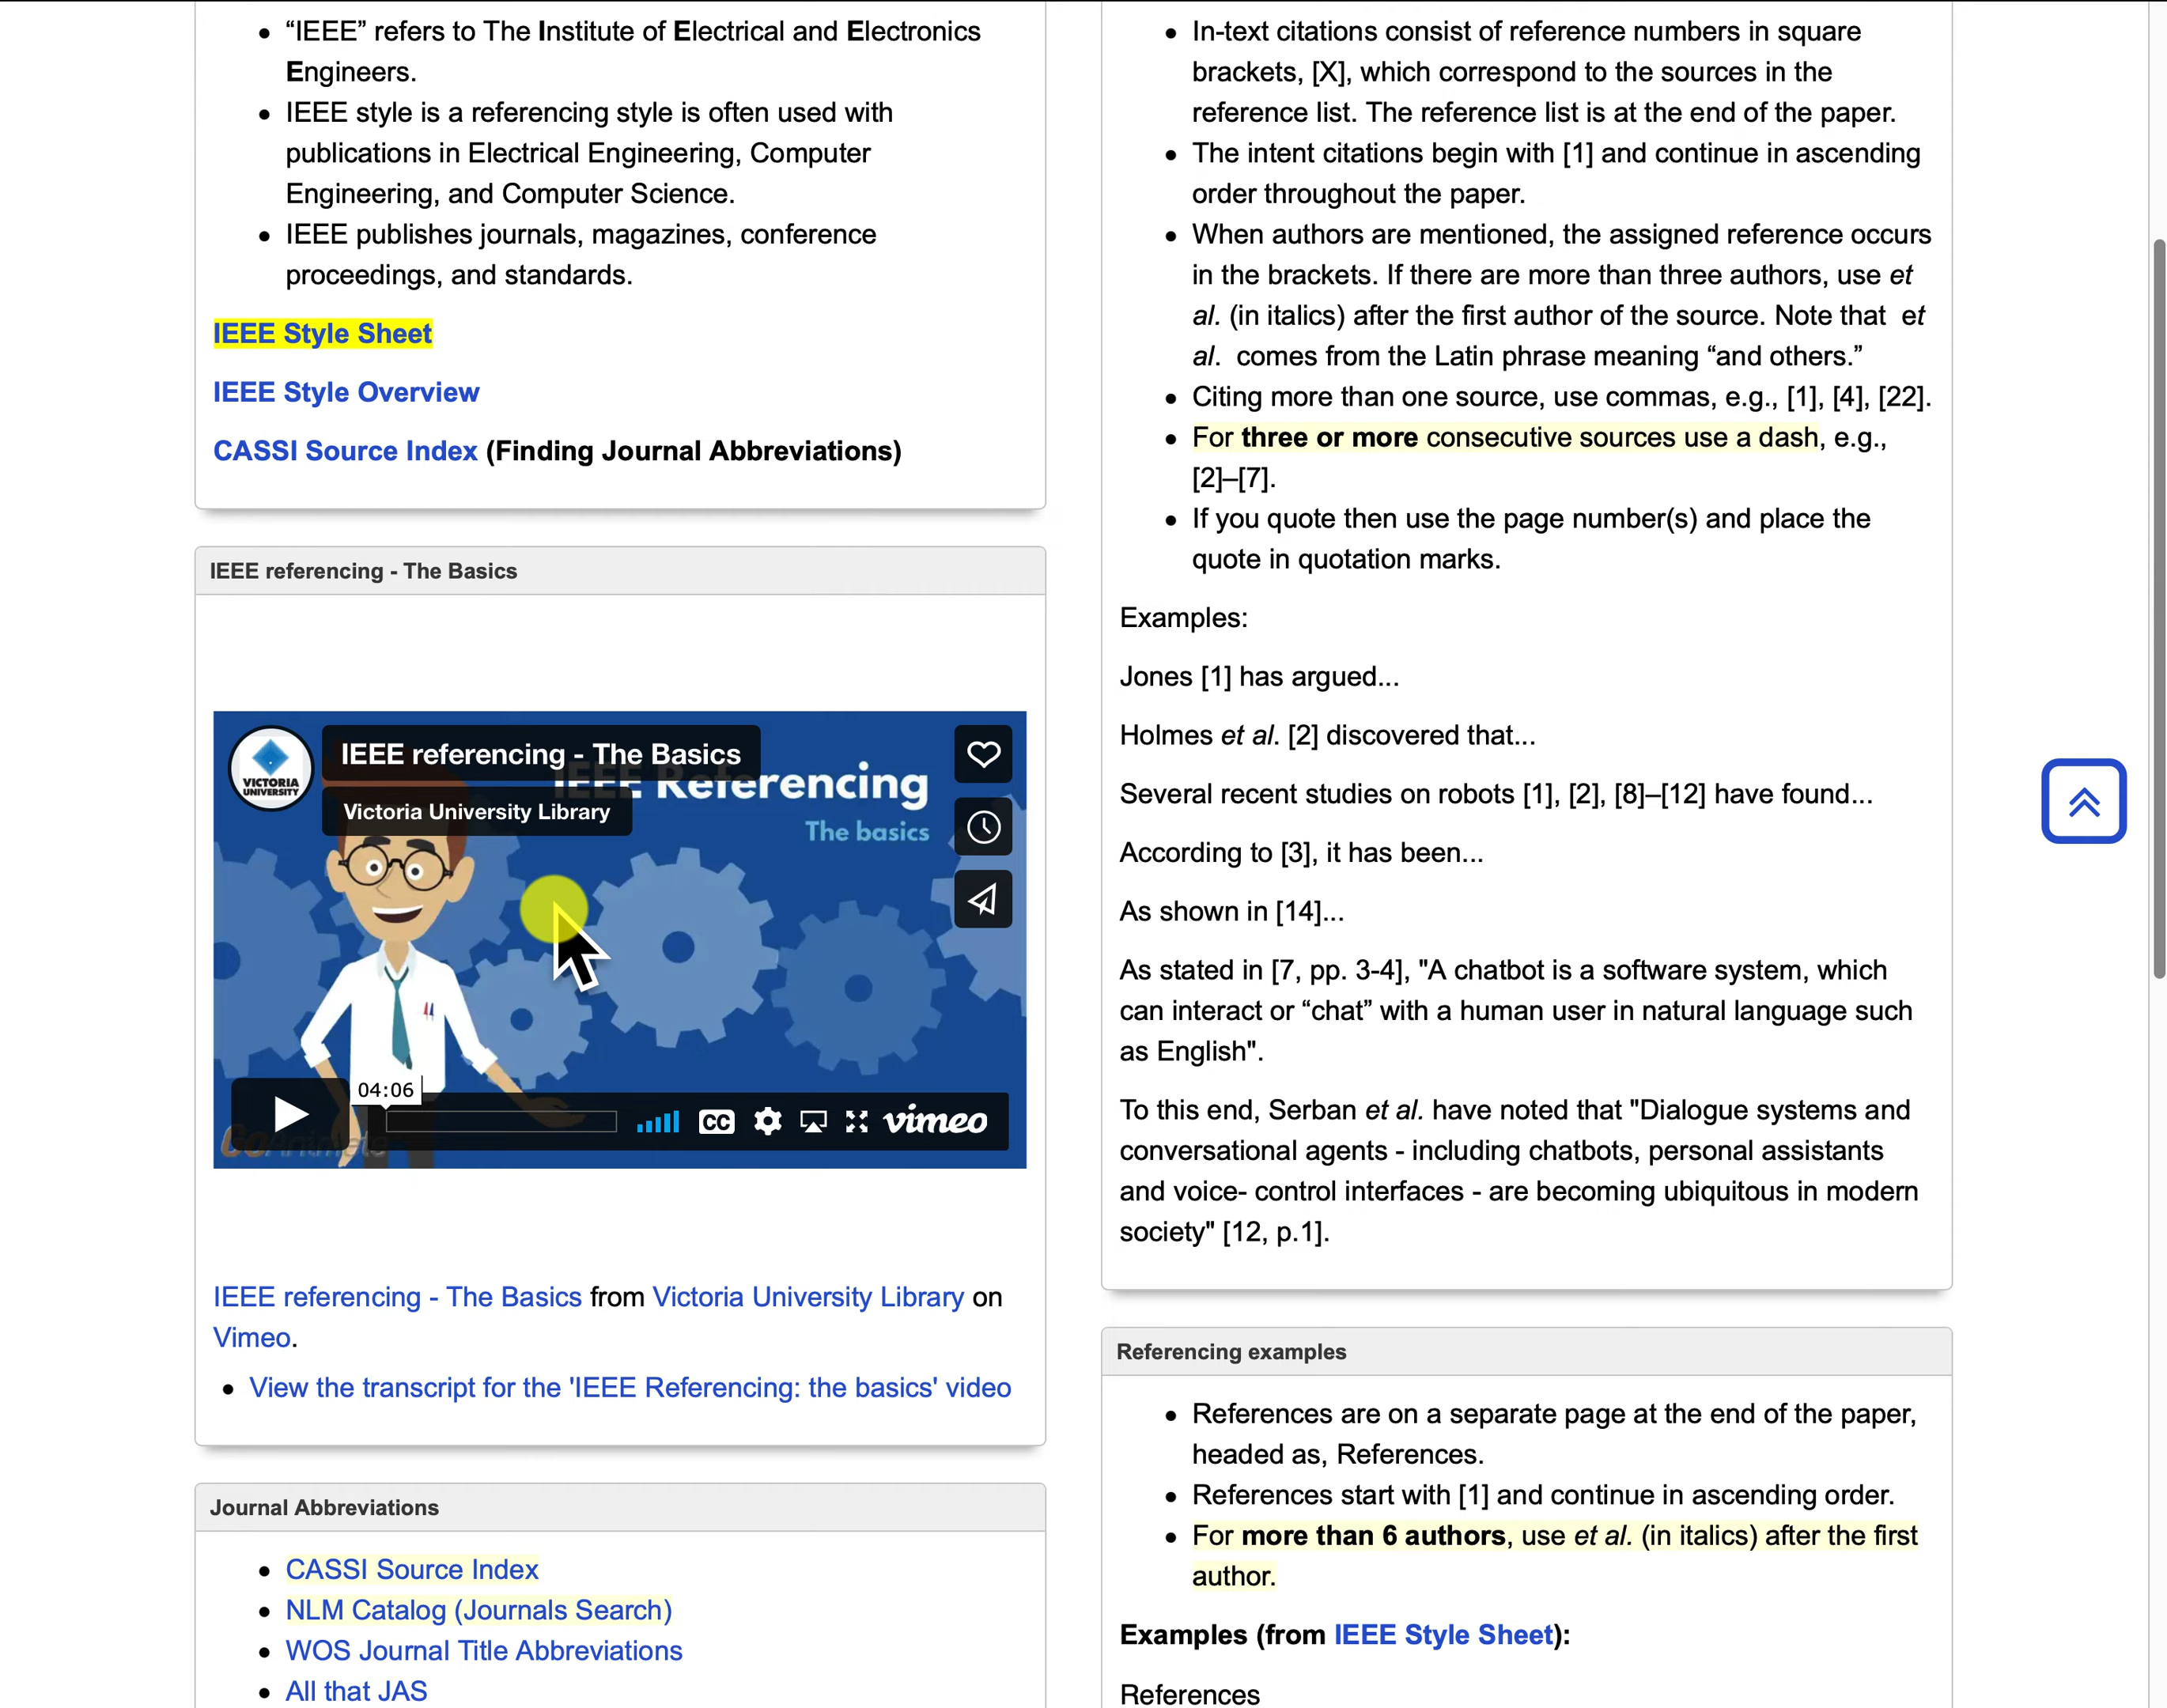 • “IEEE” refers to The Institute of Electrical and Electronics
Engineers.
• IEEE style is a referencing style is often used with
publications in Electrical Engineering, Computer
Engineering, and Computer Science.
• IEEE publishes journals, magazines, conference
proceedings, and standards.
IEEE Style Sheet
IEEE Style Overview
CASSI Source Index (Finding Journal Abbreviations)
IEEE referencing - The Basics
VICTORIA
UNIVERSITY
IEEE referencing - The Basics
IEEE Referencing
Victoria University Library
The basics
04:06
CC
vimeo
GoAnimate
IEEE referencing - The Basics from Victoria University Library on
Vimeo.
• View the transcript for the 'IEEE Referencing: the basics' video
Journal Abbreviations
• CASSI Source Index
• NLM Catalog (Journals Search)
• WOS Journal Title Abbreviations
• All that JAS
• In-text citations consist of reference numbers in square
brackets, [X], which correspond to the sources in the
reference list. The reference list is at the end of the paper.
• The intent citations begin with [1] and continue in ascending
order throughout the paper.
• When authors are mentioned, the assigned reference occurs
in the brackets. If there are more than three authors, use et
al. (in italics) after the first author of the source. Note that  et
al.  comes from the Latin phrase meaning “and others.”
• Citing more than one source, use commas, e.g., [1], [4], [22].
• For three or more consecutive sources use a dash, e.g.,
[2]–[7].
• If you quote then use the page number(s) and place the
quote in quotation marks.
Examples:
Jones [1] has argued...
Holmes et al. [2] discovered that...
Several recent studies on robots [1], [2], [8]–[12] have found...
According to [3], it has been...
As shown in [14]...
As stated in [7, pp. 3-4], "A chatbot is a software system, which
can interact or “chat” with a human user in natural language such
as English".
To this end, Serban et al. have noted that "Dialogue systems and
conversational agents - including chatbots, personal assistants
and voice- control interfaces - are becoming ubiquitous in modern
society" [12, p.1].
Referencing examples
• References are on a separate page at the end of the paper,
headed as, References.
• References start with [1] and continue in ascending order.
• For more than 6 authors, use et al. (in italics) after the first
author.
Examples (from IEEE Style Sheet):
References